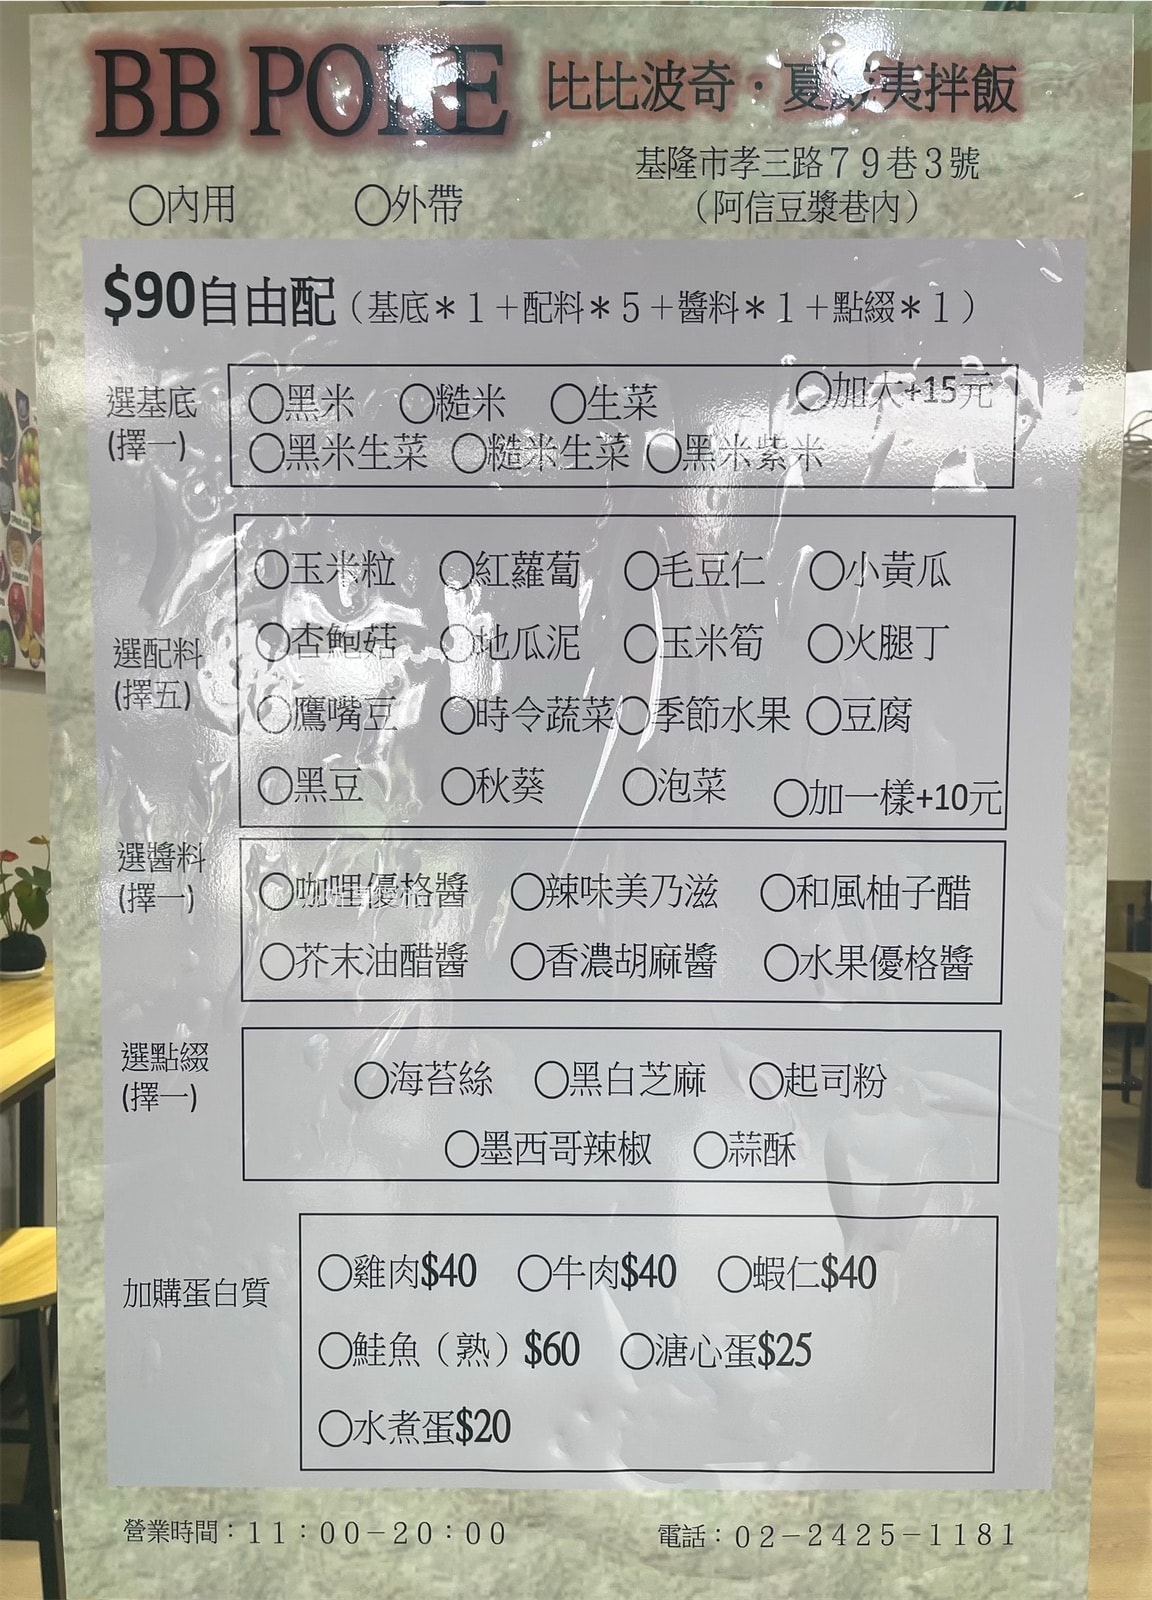 BB POKE 比比波奇·夏威夷拌飯
基隆市孝三路79巷3號
(阿信豆漿巷內)
○內用 ○外帶
$90自由配(基底*1+配料*5+醬料*1+點綴*1)
選基底
(擇一)
○黑米 ○糙米 ○生菜 ○加大+15元
○黑米生菜 ○糙米生菜 ○黑米紫米
選配料
(擇五)
○玉米粒 ○紅蘿蔔 ○毛豆仁 ○小黃瓜
○杏鮑菇 ○地瓜泥 ○玉米筍 ○火腿丁
○鷹嘴豆 ○時令蔬菜 ○季節水果 ○豆腐
○黑豆 ○秋葵 ○泡菜 ○加一樣+10元
選醬料
(擇一)
○咖哩優格醬 ○辣味美乃滋 ○和風柚子醋
○芥末油醋醬 ○香濃胡麻醬 ○水果優格醬
選點綴
(擇一)
○海苔絲 ○黑白芝麻 ○起司粉
○墨西哥辣椒 ○蒜酥
加購蛋白質
○雞肉$40 ○牛肉$40 ○蝦仁$40
○鮭魚(熟)$60 ○溏心蛋$25
○水煮蛋$20
營業時間:11:00-20:00 電話:02-2425-1181